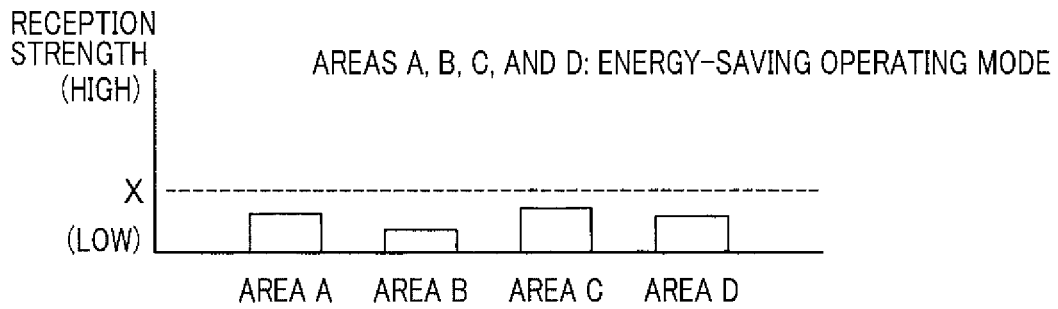 RECEPTION
STRENGTH
(HIGH)
AREAS A, B, C, AND D: ENERGY-SAVING OPERATING MODE
X
(LOW)
AREA A AREA B AREA C AREA D